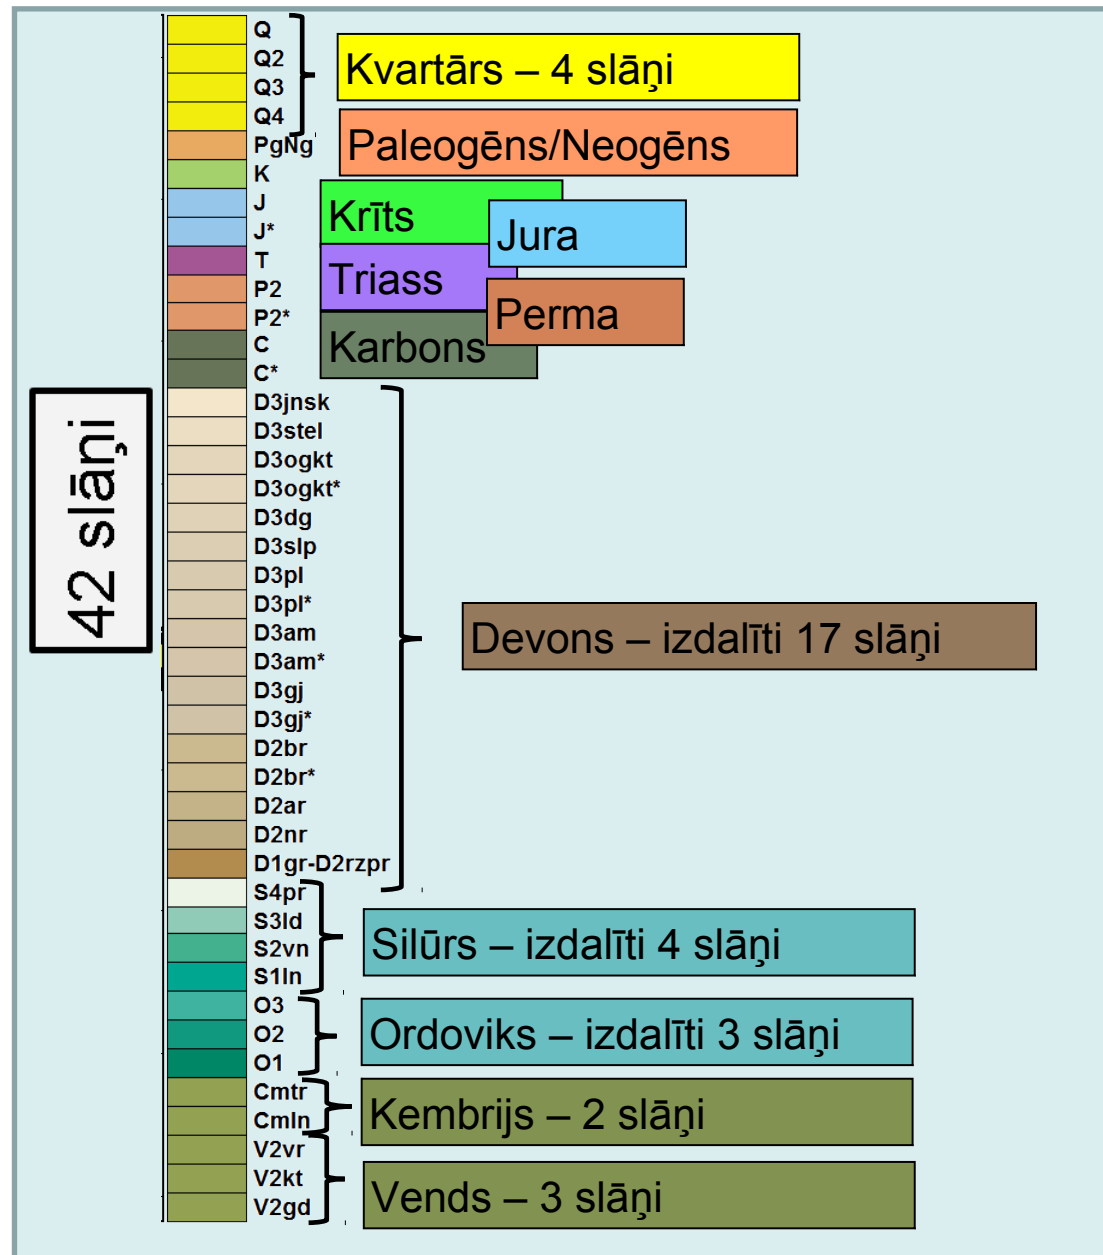 Q
Q2
Q3
Q4
PgNg
K
J
J*
T
P2
P2*
C
C*
D3jnsk
D3stel
D3ogkt
D3ogkt*
D3dg
D3slp
D3pl
D3pl*
D3am
D3am*
D3gj
D3gj*
D2br
D2br*
D2ar
D2nr
D1gr-D2rzpr
S4pr
S3ld
S2vn
S1ln
O3
O2
O1
Cmtr
Cmln
V2vr
V2kt
V2gd
42 slāņi
Kvartārs – 4 slāņi
Paleogēns/Neogēns
Krīts
Jura
Triass
Perma
Karbons
Devons – izdalīti 17 slāņi
Silūrs – izdalīti 4 slāņi
Ordoviks – izdalīti 3 slāņi
Kembrijs – 2 slāņi
Vends – 3 slāņi